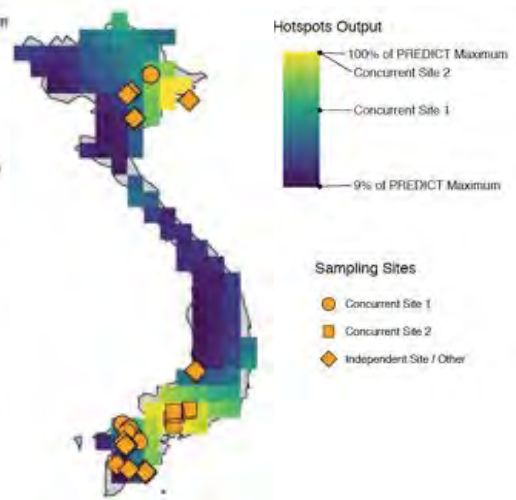 Hotspots Output
100% of PREDICT Maximum
Concurrent Site 2
Concurrent Site 1
9% of PREDICT Maximum
Sampling Sites
Concurrent Site 1
Concurrent Site 2
Independent Site / Other